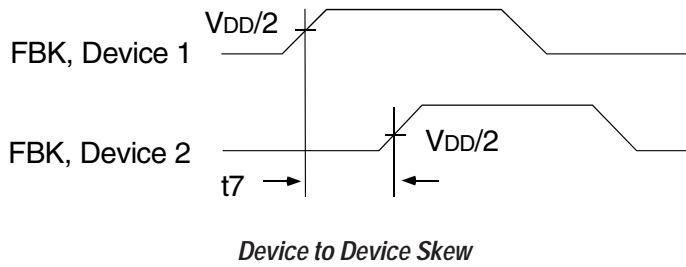 VDD/2
FBK, Device 1
FBK, Device 2
VDD/2
t7
Device to Device Skew